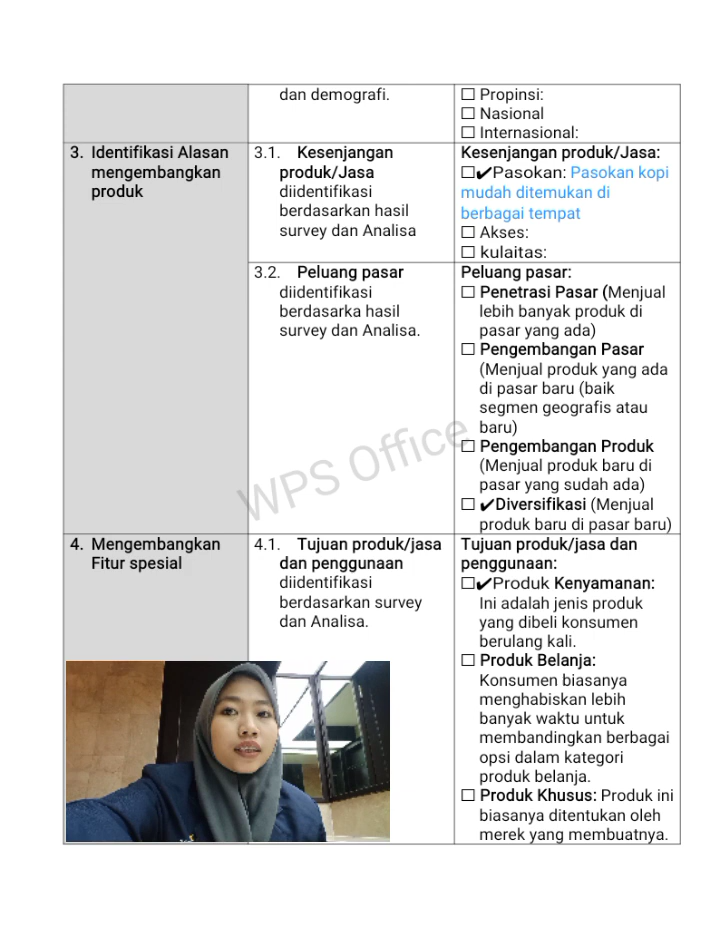 dan demografi.
☐ Propinsi:
☐ Nasional
☐ Internasional:
3. Identifikasi Alasan
mengembangkan
produk
3.1. Kesenjangan
produk/Jasa
diidentifikasi
berdasarkan hasil
survey dan Analisa
Kesenjangan produk/Jasa:
☐✔Pasokan: Pasokan kopi
mudah ditemukan di
berbagai tempat
☐ Akses:
☐ kulaitas:
3.2. Peluang pasar
diidentifikasi
berdasarka hasil
survey dan Analisa.
Peluang pasar:
☐ Penetrasi Pasar (Menjual
lebih banyak produk di
pasar yang ada)
☐ Pengembangan Pasar
(Menjual produk yang ada
di pasar baru (baik
segmen geografis atau
baru)
☐ Pengembangan Produk
(Menjual produk baru di
pasar yang sudah ada)
☐ ✔Diversifikasi (Menjual
produk baru di pasar baru)
WPS Office
4. Mengembangkan
Fitur spesial
4.1. Tujuan produk/jasa
dan penggunaan
diidentifikasi
berdasarkan survey
dan Analisa.
Tujuan produk/jasa dan
penggunaan:
☐✔Produk Kenyamanan:
Ini adalah jenis produk
yang dibeli konsumen
berulang kali.
☐ Produk Belanja:
Konsumen biasanya
menghabiskan lebih
banyak waktu untuk
membandingkan berbagai
opsi dalam kategori
produk belanja.
☐ Produk Khusus: Produk ini
biasanya ditentukan oleh
merek yang membuatnya.